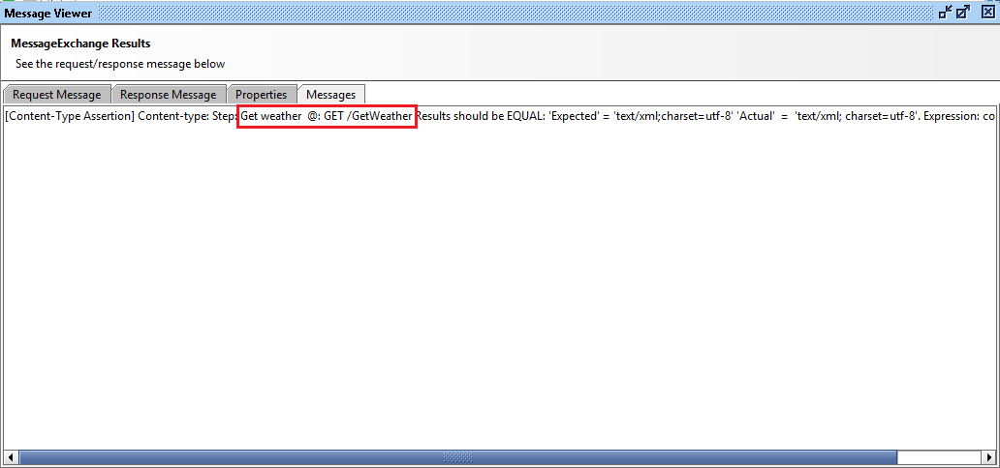 Message Viewer
MessageExchange Results
See the request/response message below
Request Message Response Message Properties Messages
[Content-Type Assertion] Content-type: Step: Get weather @: GET /GetWeather Results should be EQUAL: 'Expected' = 'text/xml;charset=utf-8' 'Actual' = 'text/xml; charset=utf-8'. Expression: co